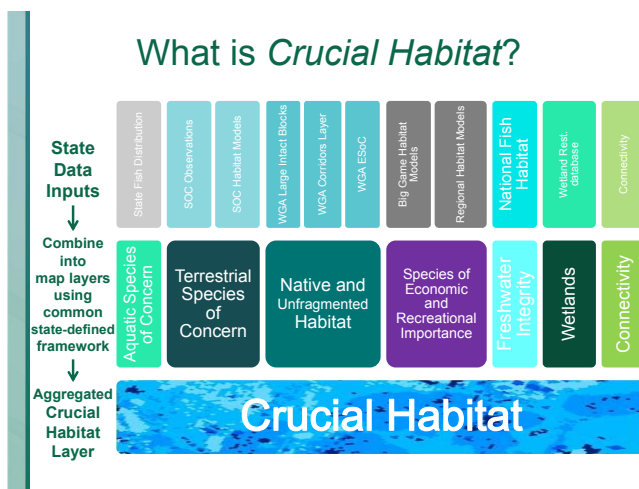 What is Crucial Habitat?
State
Data
Inputs
State Fish Distribution
SOC Observations
SOC Habitat Models
WGA Large Intact Blocks
WGA Corridors Layer
WGA ESoC
Big Game Habitat
Models
Regional Habitat Models
National Fish
Habitat
Wetland Rest.
database
Connectivity
Combine
into
map layers
using
common
state-defined
framework
Aquatic Species
of Concern
Terrestrial
Species
of
Concern
Native and
Unfragmented
Habitat
Species of
Economic
and
Recreational
Importance
Freshwater
Integrity
Wetlands
Connectivity
Aggregated
Crucial
Habitat
Layer
Crucial Habitat